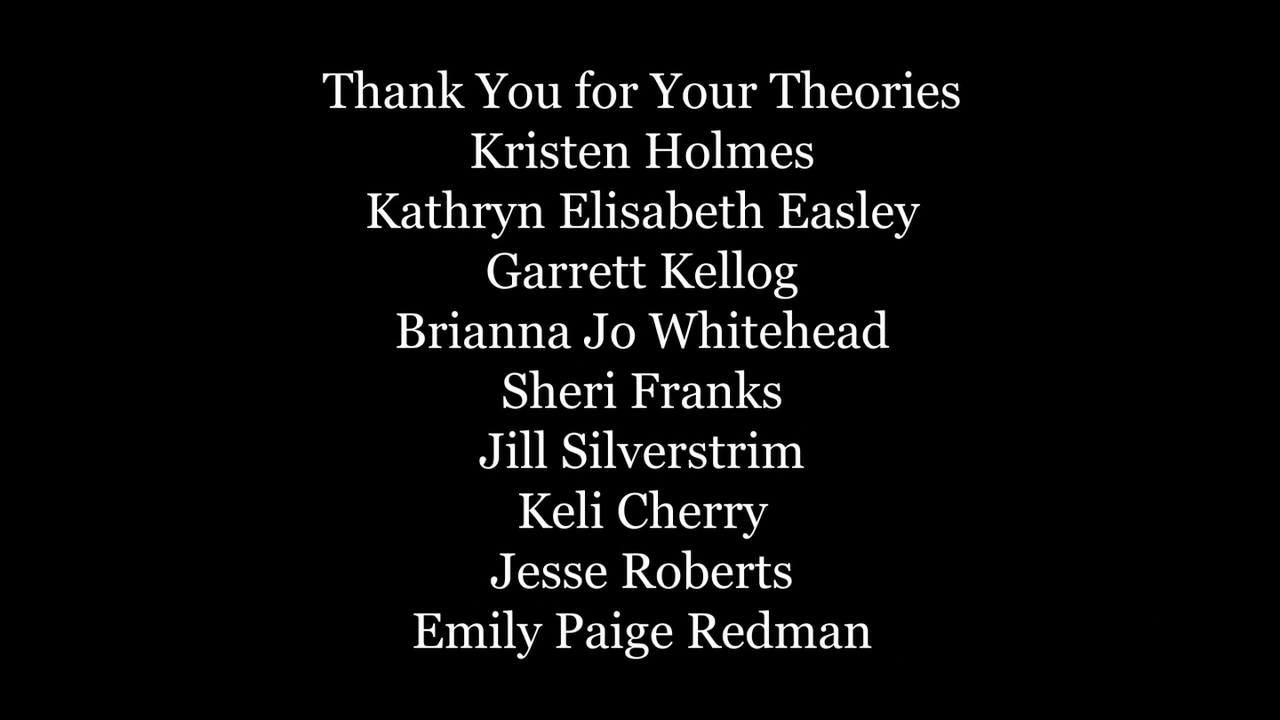 Thank You for Your Theories
Kristen Holmes
Kathryn Elisabeth Easley
Garrett Kellog
Brianna Jo Whitehead
Sheri Franks
Jill Silverstrim
Keli Cherry
Jesse Roberts
Emily Paige Redman